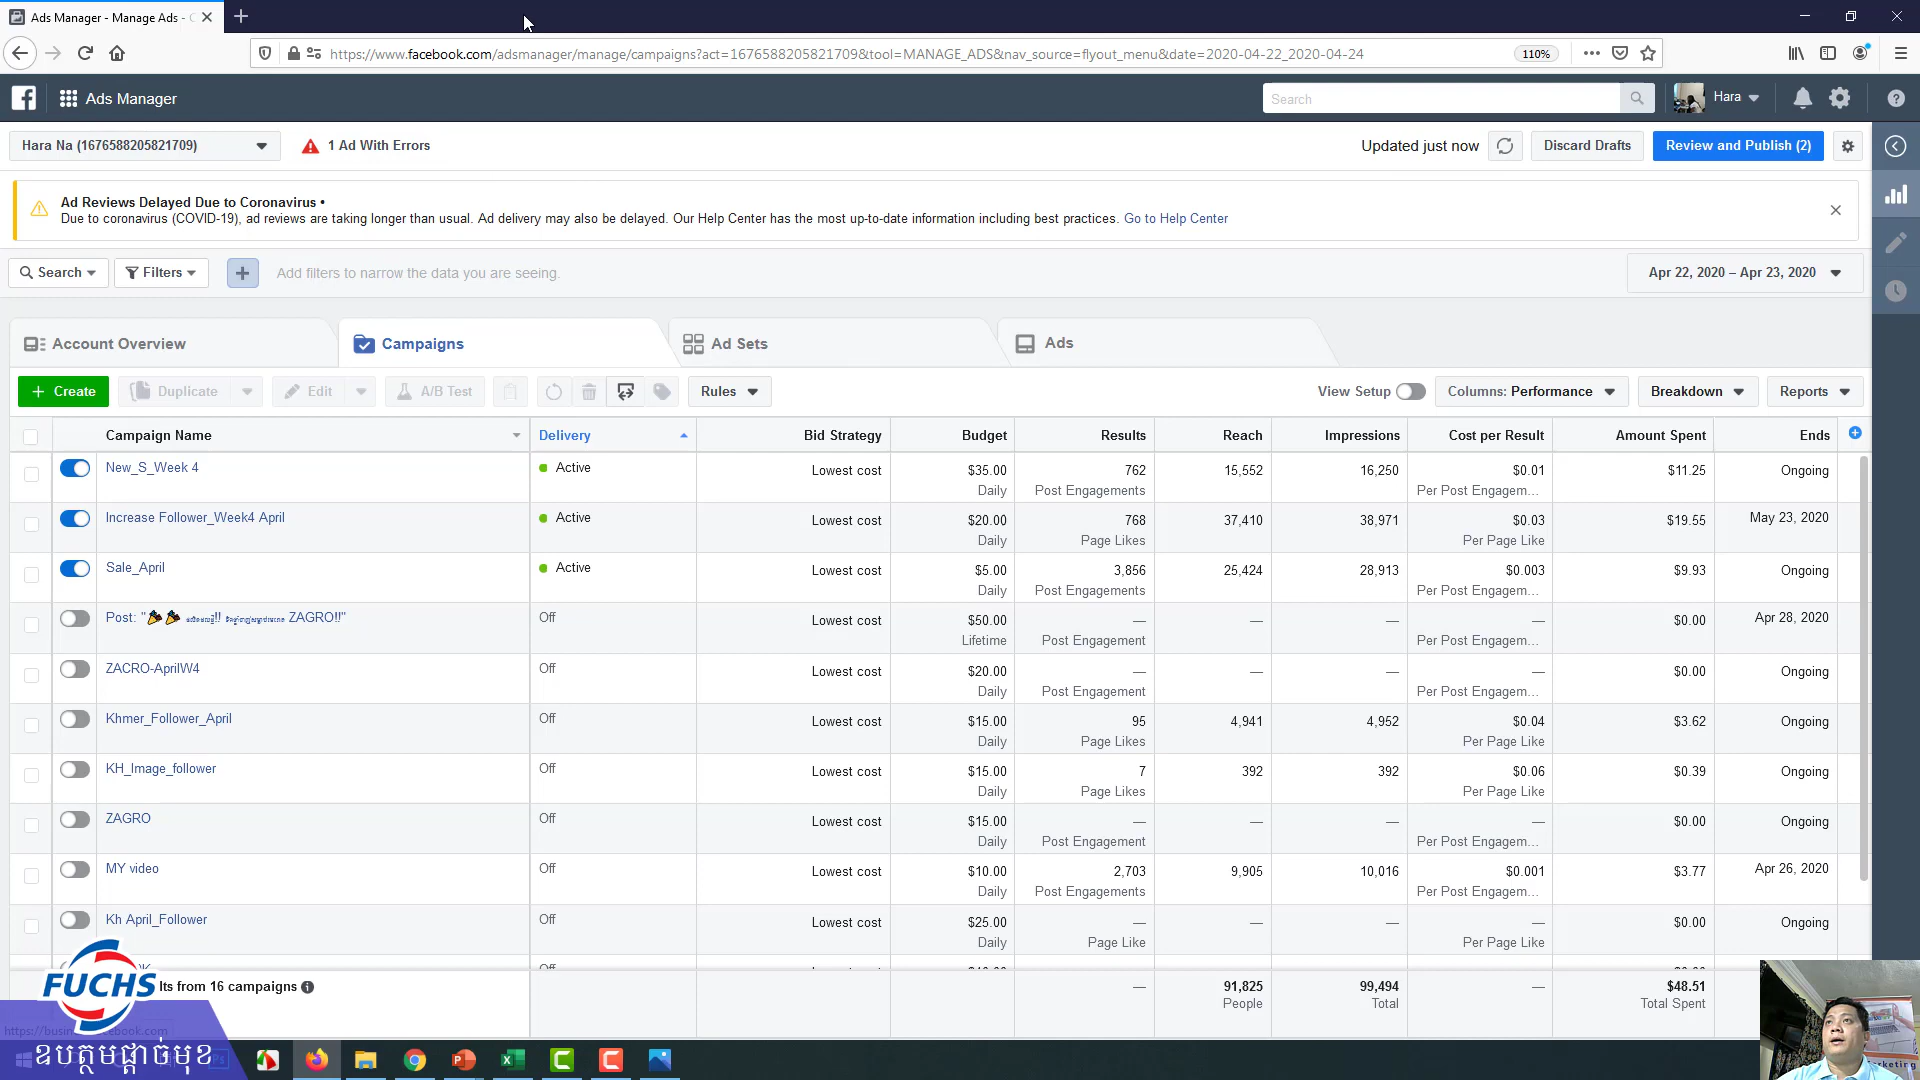 Ads Manager - Manage Ads - C
https://www.facebook.com/adsmanager/manage/campaigns?act=1676588205821709&tool=MANAGE_ADS&nav_source=flyout_menu&date=2020-04-22_2020-04-24
110%
Ads Manager
Search
Hara
Hara Na (1676588205821709)
1 Ad With Errors
Updated just now
Discard Drafts
Review and Publish (2)
Ad Reviews Delayed Due to Coronavirus •
Due to coronavirus (COVID-19), ad reviews are taking longer than usual. Ad delivery may also be delayed. Our Help Center has the most up-to-date information including best practices. Go to Help Center
Search
Filters
Add filters to narrow the data you are seeing.
Apr 22, 2020 – Apr 23, 2020
Account Overview
Campaigns
Ad Sets
Ads
+ Create
Duplicate
Edit
A/B Test
Rules
View Setup
Columns: Performance
Breakdown
Reports
Campaign Name Delivery Bid Strategy Budget Results Reach Impressions Cost per Result Amount Spent Ends
New_S_Week 4 Active Lowest cost $35.00 762 15,552 16,250 $0.01 $11.25 Ongoing
Daily Post Engagements Per Post Engagem...
Increase Follower_Week4 April Active Lowest cost $20.00 768 37,410 38,971 $0.03 $19.55 May 23, 2020
Daily Page Likes Per Page Like
Sale_April Active Lowest cost $5.00 3,856 25,424 28,913 $0.003 $9.93 Ongoing
Daily Post Engagements Per Post Engagem...
Post: " ZAGRO!!" Off Lowest cost $50.00 — — — — $0.00 Apr 28, 2020
Lifetime Post Engagement Per Post Engagem...
ZACRO-AprilW4 Off Lowest cost $20.00 — — — — $0.00 Ongoing
Daily Post Engagement Per Post Engagem...
Khmer_Follower_April Off Lowest cost $15.00 95 4,941 4,952 $0.04 $3.62 Ongoing
Daily Page Likes Per Page Like
KH_Image_follower Off Lowest cost $15.00 7 392 392 $0.06 $0.39 Ongoing
Daily Page Likes Per Page Like
ZAGRO Off Lowest cost $15.00 — — — — $0.00 Ongoing
Daily Post Engagement Per Post Engagem...
MY video Off Lowest cost $10.00 2,703 9,905 10,016 $0.001 $3.77 Apr 26, 2020
Daily Post Engagements Per Post Engagem...
Kh April_Follower Off Lowest cost $25.00 — — — — $0.00 Ongoing
Daily Page Like Per Page Like
lts from 16 campaigns — 91,825 99,494 — $48.51
People Total Total Spent
FUCHS
ឧបត្ថម្ភផ្តាច់មុខ